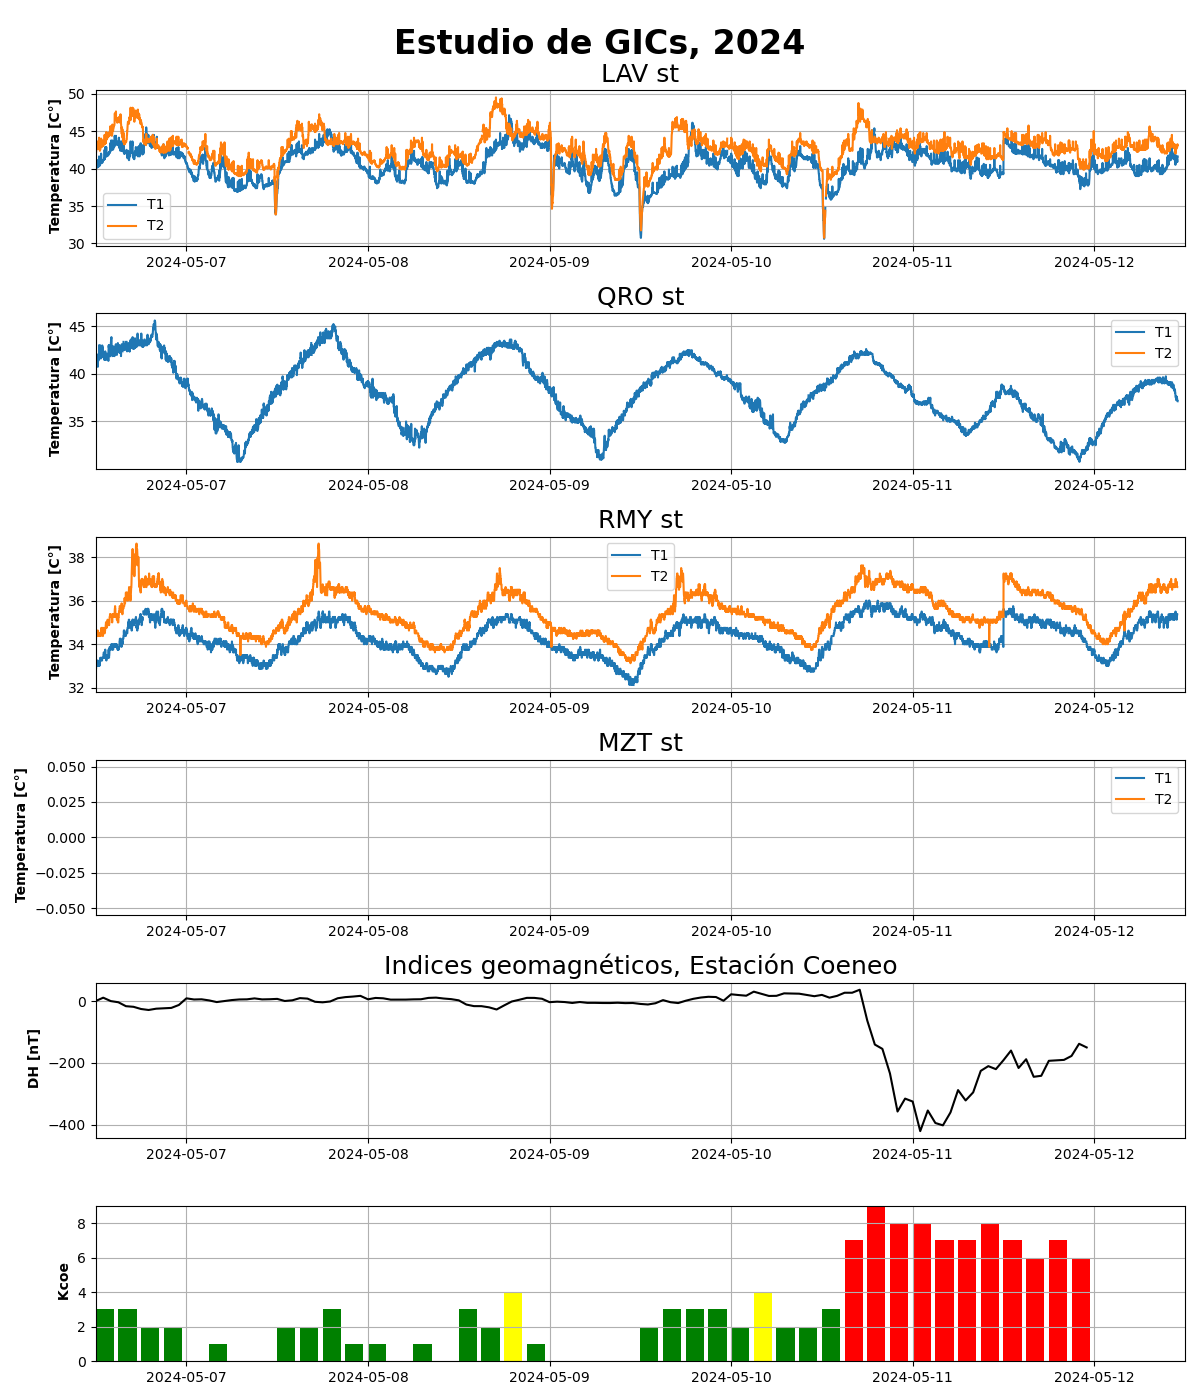 Estudio de GICs, 2024
LAV st
Temperatura [C°]
50
45
40
35
30
T1
T2
2024-05-07 2024-05-08 2024-05-09 2024-05-10 2024-05-11 2024-05-12
QRO st
Temperatura [C°]
45
40
35
T1
T2
2024-05-07 2024-05-08 2024-05-09 2024-05-10 2024-05-11 2024-05-12
RMY st
Temperatura [C°]
38
36
34
32
T1
T2
2024-05-07 2024-05-08 2024-05-09 2024-05-10 2024-05-11 2024-05-12
MZT st
Temperatura [C°]
0.050
0.025
0.000
−0.025
−0.050
T1
T2
2024-05-07 2024-05-08 2024-05-09 2024-05-10 2024-05-11 2024-05-12
Indices geomagnéticos, Estación Coeneo
DH [nT]
0
−200
−400
2024-05-07 2024-05-08 2024-05-09 2024-05-10 2024-05-11 2024-05-12
Kcoe
8
6
4
2
0
2024-05-07 2024-05-08 2024-05-09 2024-05-10 2024-05-11 2024-05-12